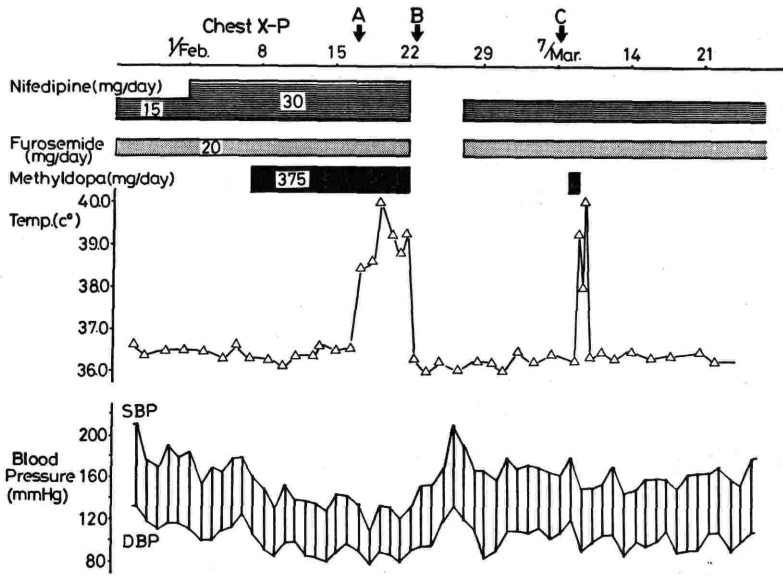 A B C
Chest X-P
1/Feb. 8 15 22 29 7/Mar. 14 21
Nifedipine(mg/day)
15 30
Furosemide
(mg/day)
20
Methyldopa(mg/day)
375
40.0
Temp.(c°)
39.0
38.0
37.0
36.0
36.0
SBP
200
Blood
Pressure
(mmHg)
160
120
DBP
80